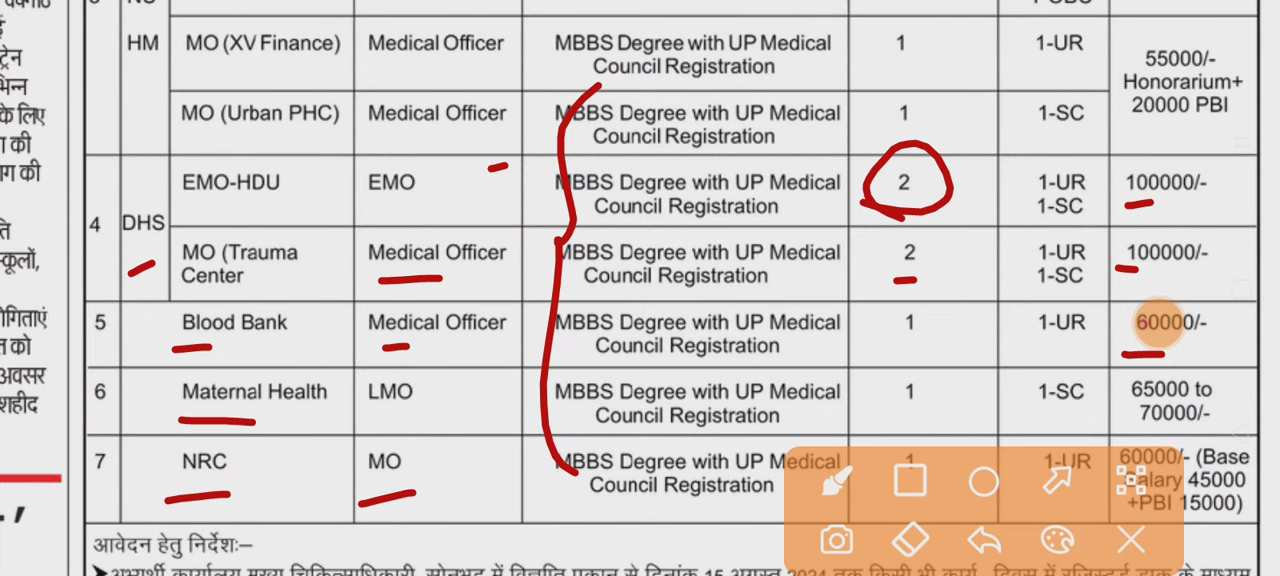 HM MO (XV Finance) Medical Officer MBBS Degree with UP Medical Council Registration 1 1-UR 55000/- Honorarium+ 20000 PBI
MO (Urban PHC) Medical Officer MBBS Degree with UP Medical Council Registration 1 1-SC
4 DHS EMO-HDU EMO MBBS Degree with UP Medical Council Registration 2 1-UR 1-SC 100000/-
MO (Trauma Center Medical Officer MBBS Degree with UP Medical Council Registration 2 1-UR 1-SC 100000/-
5 Blood Bank Medical Officer MBBS Degree with UP Medical Council Registration 1 1-UR 60000/-
6 Maternal Health LMO MBBS Degree with UP Medical Council Registration 1 1-SC 65000 to 70000/-
7 NRC MO MBBS Degree with UP Medical Council Registration 1 1-UR 60000/- (Base Salary 45000 +PBI 15000)
आवेदन हेतु निर्देशः–
के लिए
की
की
को
अवसर
शहीद